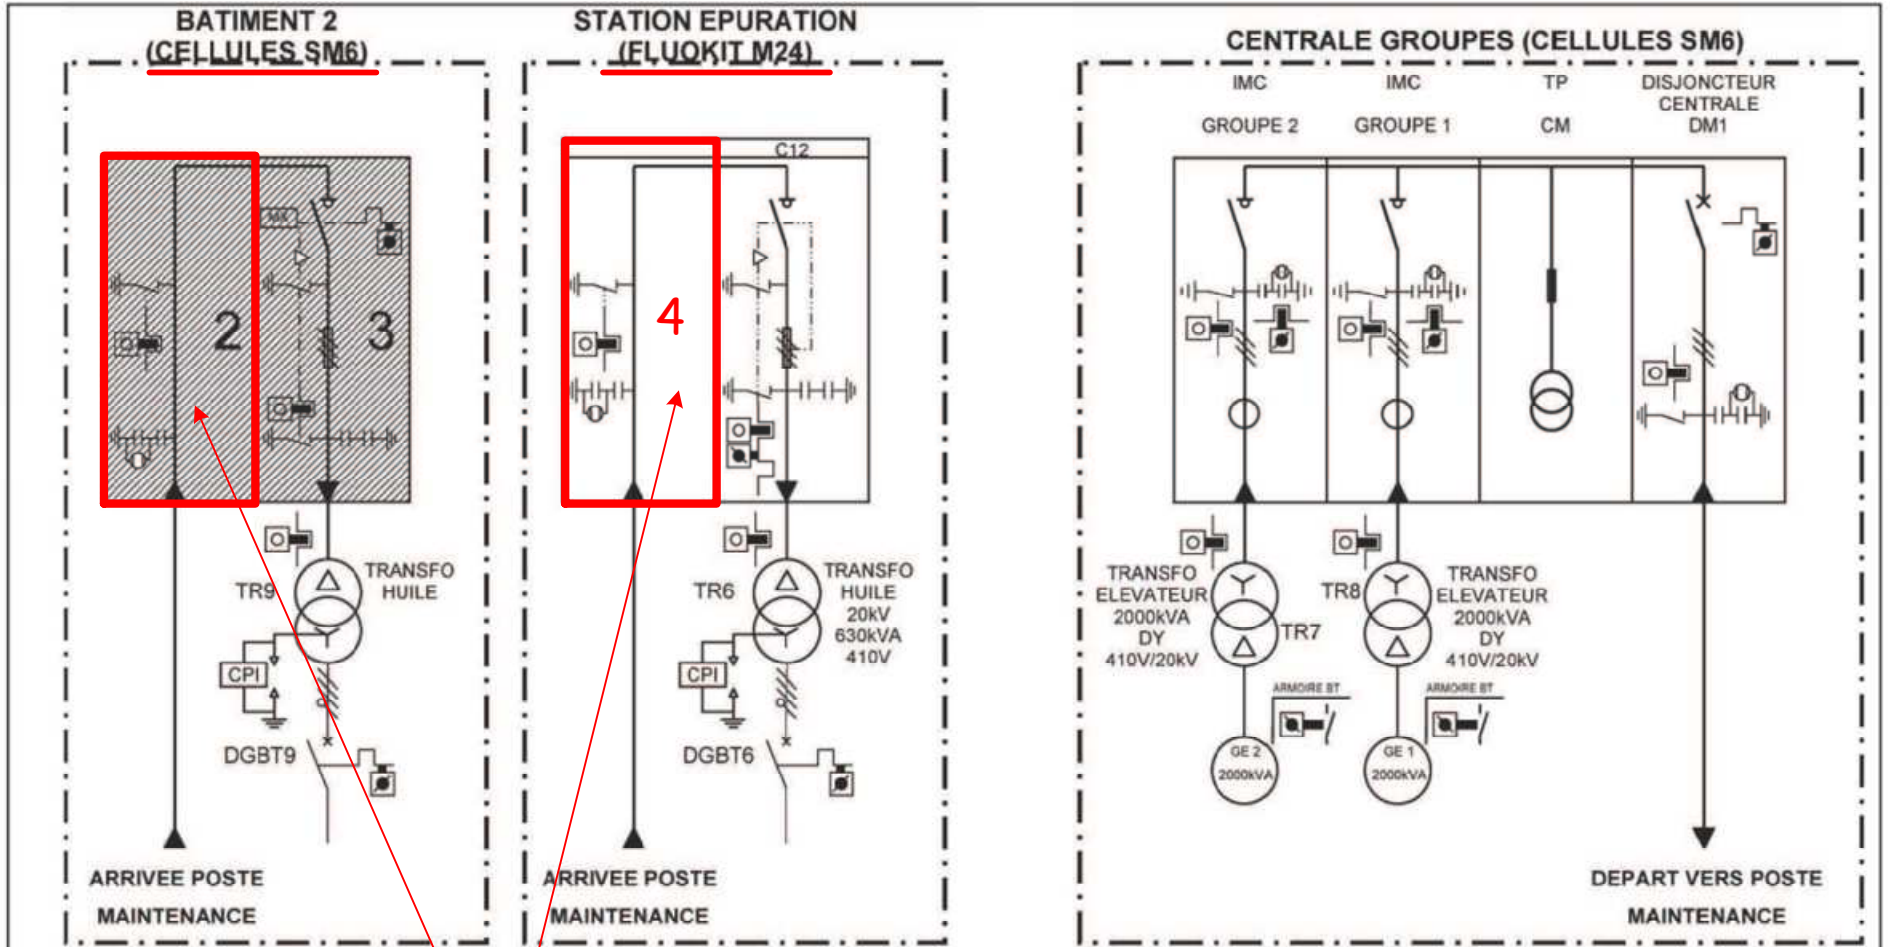 BATIMENT 2
(CELLULES SM6)
MX
2
3
TR9
TRANSFO
HUILE
CPI
DGBT9
ARRIVEE POSTE
MAINTENANCE
STATION EPURATION
(FLUOKIT M24)
C12
4
TR6
TRANSFO
HUILE
20kV
630kVA
410V
CPI
DGBT6
ARRIVEE POSTE
MAINTENANCE
CENTRALE GROUPES (CELLULES SM6)
IMC
GROUPE 2
IMC
GROUPE 1
TP
CM
DISJONCTEUR
CENTRALE
DM1
TRANSFO
ELEVATEUR
2000kVA
DY
410V/20kV
TR7
TR8
TRANSFO
ELEVATEUR
2000kVA
DY
410V/20kV
ARMOIRE BT
GE 2
2000kVA
ARMOIRE BT
GE 1
2000kVA
DEPART VERS POSTE
MAINTENANCE